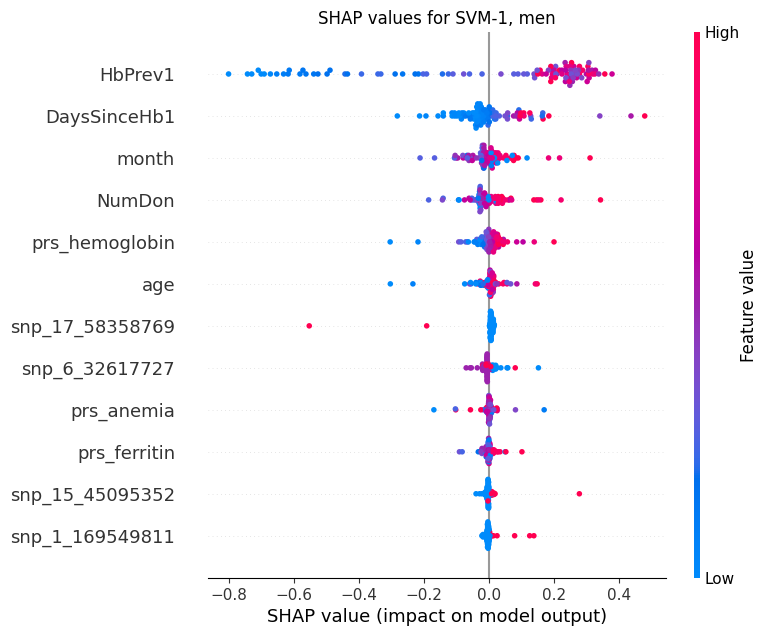 SHAP values for SVM-1, men
High
HbPrev1
DaysSinceHb1
month
NumDon
prs_hemoglobin
age
snp_17_58358769
snp_6_32617727
prs_anemia
prs_ferritin
snp_15_45095352
snp_1_169549811
Feature value
Low
−0.8 −0.6 −0.4 −0.2 0.0 0.2 0.4
SHAP value (impact on model output)